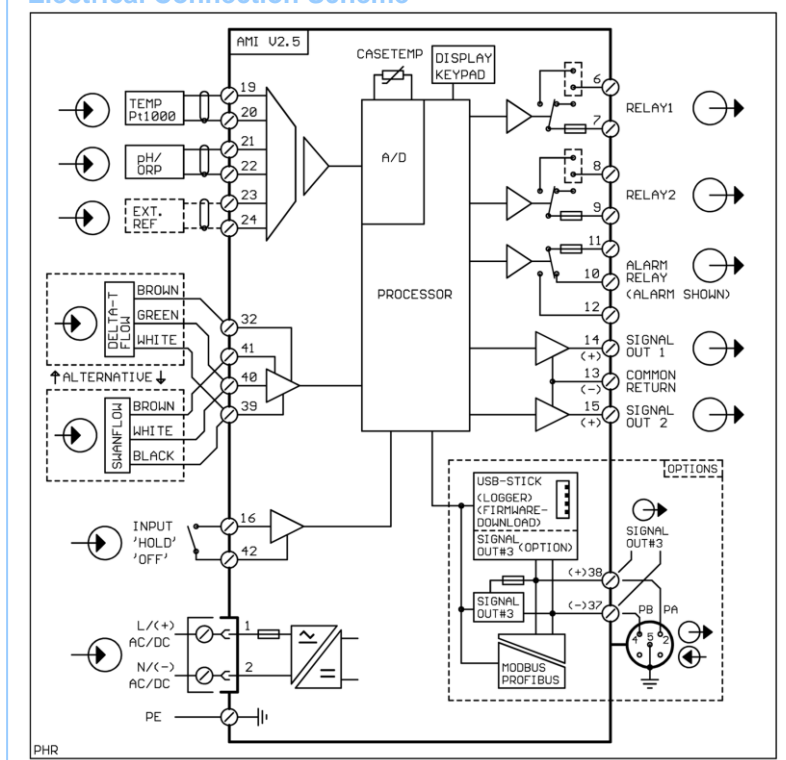 Electrical Connection Scheme
AMI V2.5
CASETEMP
DISPLAY
KEYPAD
TEMP
Pt1000
19
20
pH/
ORP
21
22
EXT.
REF
23
24
A/D
PROCESSOR
6
7
RELAY1
8
9
RELAY2
11
10
12
ALARM
RELAY
(ALARM SHOWN)
14
(+)
SIGNAL
OUT 1
13
(-)
COMMON
RETURN
15
(+)
SIGNAL
OUT 2
DELTA-T
FLOW
BROWN
GREEN
WHITE
32
41
40
39
↑ALTERNATIVE↓
SWANFLOW
BROWN
WHITE
BLACK
INPUT
'HOLD'
'OFF'
16
42
L/(+)
AC/DC
1
N/(-)
AC/DC
2
PE
OPTIONS
USB-STICK
(LOGGER)
(FIRMWARE-
DOWNLOAD)
SIGNAL
OUT#3 (OPTION)
SIGNAL
OUT#3
(+)38
SIGNAL
OUT#3
(-)37
PB PA
4 5 2
MODBUS
PROFIBUS
PHR